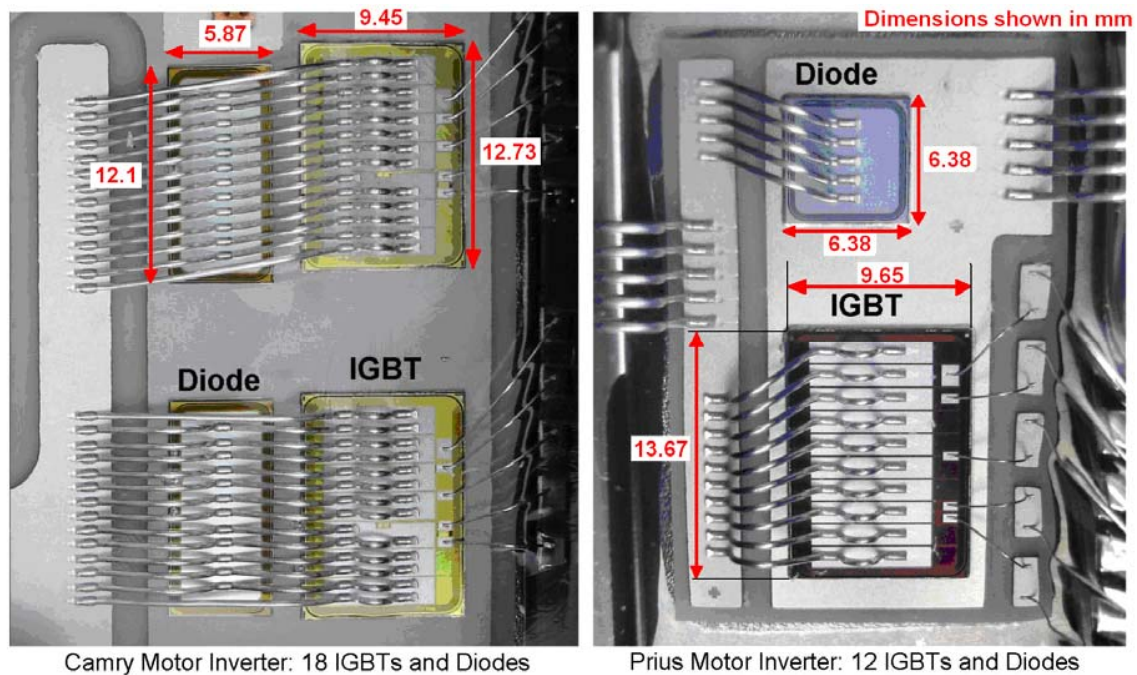 Dimensions shown in mm
9.45
5.87
12.1
12.73
Diode
IGBT
Diode
6.38
6.38
9.65
IGBT
13.67
Camry Motor Inverter: 18 IGBTs and Diodes
Prius Motor Inverter: 12 IGBTs and Diodes